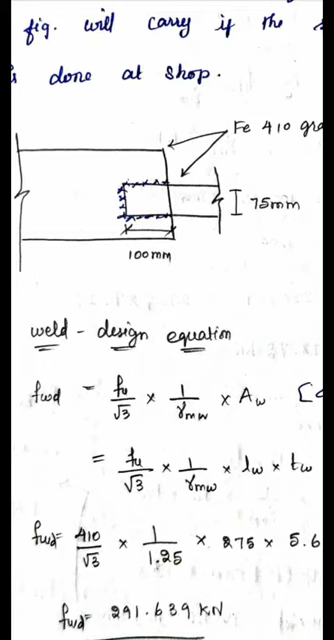 fig. will carry if the s
is done at shop.
Fe 410 gra
75mm
100mm
weld - design equation
fwd = fu/√3 × 1/γmw × Aw
= fu/√3 × 1/γmw × lw × tw
fwd = 410/√3 × 1/1.25 × 275 × 5.6
fwd = 291.639 KN.